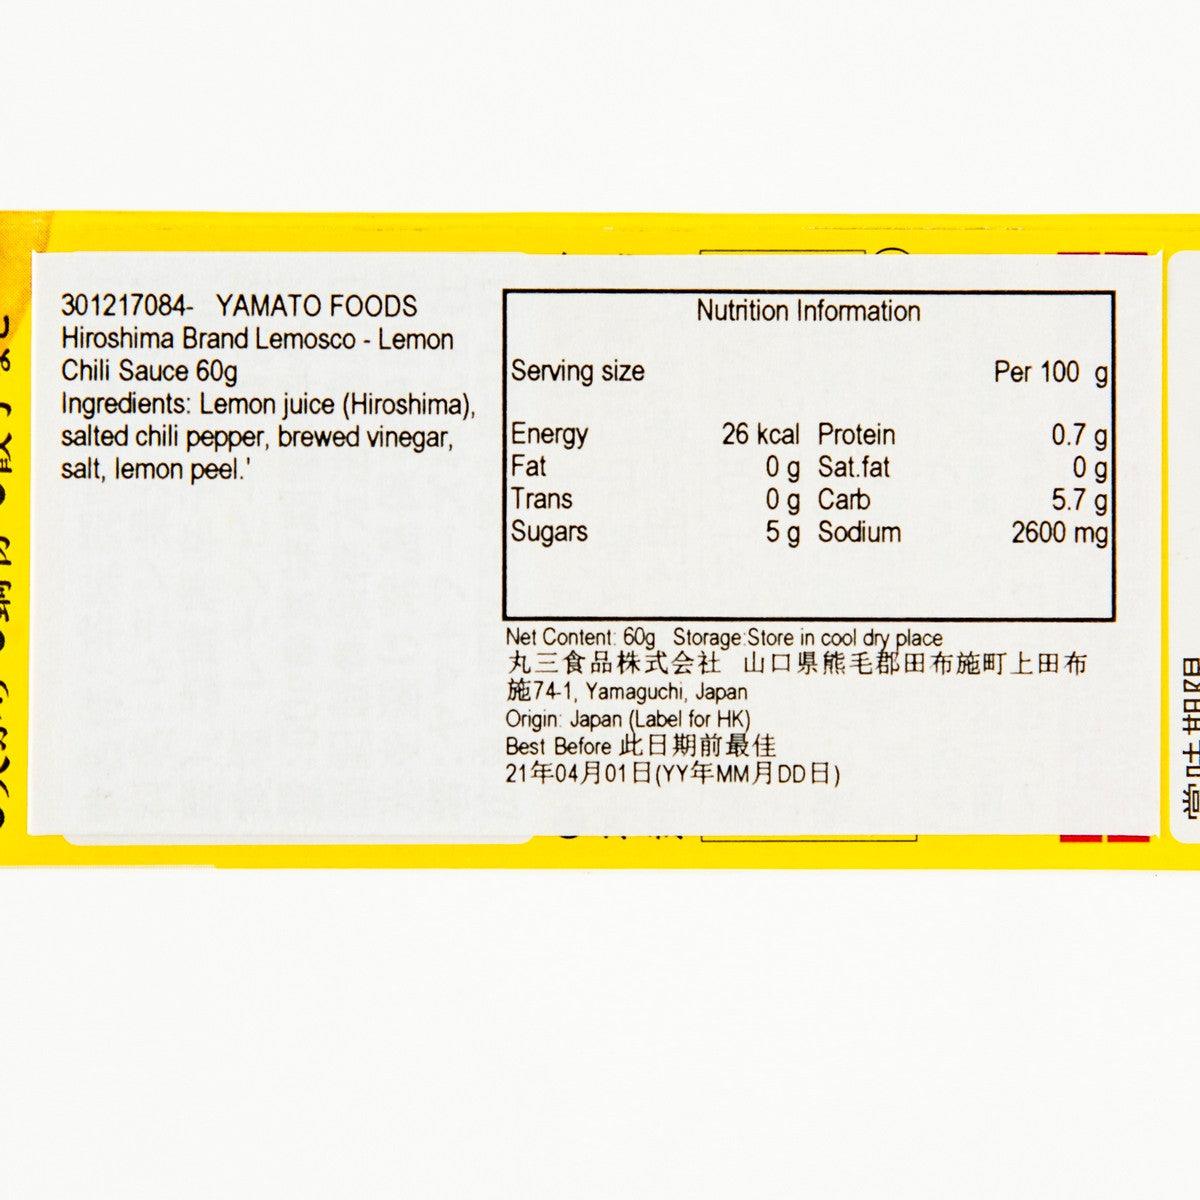 301217084- YAMATO FOODS
Hiroshima Brand Lemosco - Lemon
Chili Sauce 60g
Ingredients: Lemon juice (Hiroshima),
salted chili pepper, brewed vinegar,
salt, lemon peel.'
Nutrition Information
Serving size Per 100 g
Energy 26 kcal Protein 0.7 g
Fat 0 g Sat.fat 0 g
Trans 0 g Carb 5.7 g
Sugars 5 g Sodium 2600 mg
Net Content: 60g Storage:Store in cool dry place
丸三食品株式会社 山口県熊毛郡田布施町上田布
施74-1, Yamaguchi, Japan
Origin: Japan (Label for HK)
Best Before 此日期前最佳
21年04月01日(YY年MM月DD日)
賞味期限